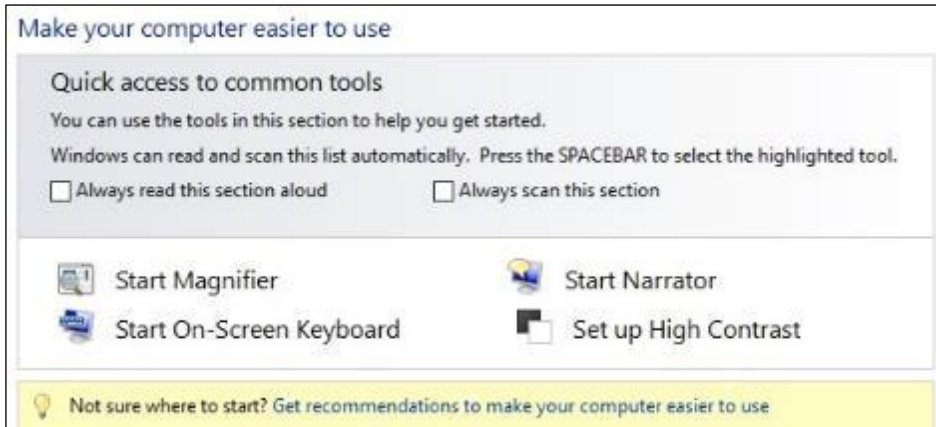 Make your computer easier to use
Quick access to common tools
You can use the tools in this section to help you get started.
Windows can read and scan this list automatically. Press the SPACEBAR to select the highlighted tool.
Always read this section aloud Always scan this section
Start Magnifier Start Narrator
Start On-Screen Keyboard Set up High Contrast
Not sure where to start? Get recommendations to make your computer easier to use